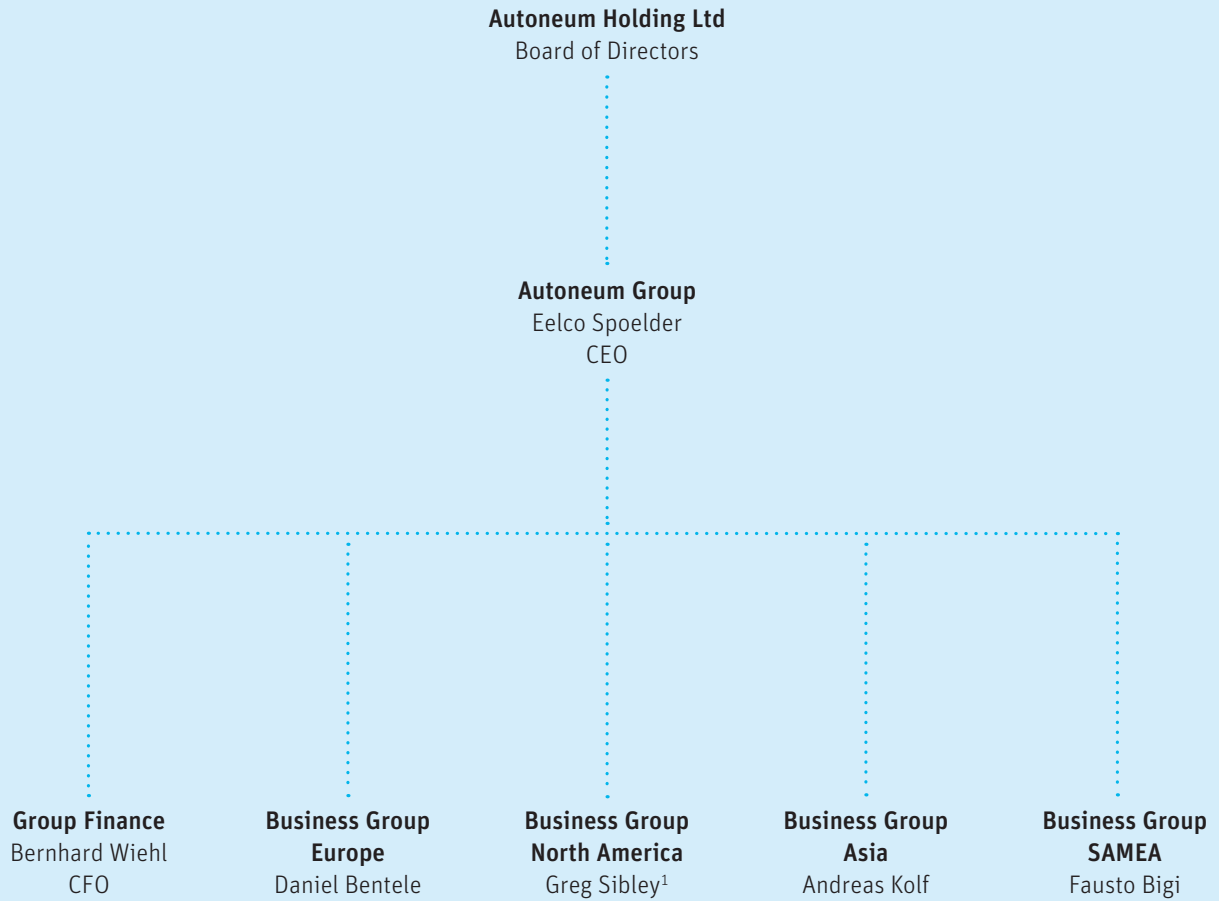 Autoneum Holding Ltd
Board of Directors
Autoneum Group
Eelco Spoelder
CEO
Group Finance
Bernhard Wiehl
CFO
Business Group
Europe
Daniel Bentele
Business Group
North America
Greg Sibley¹
Business Group
Asia
Andreas Kolf
Business Group
SAMEA
Fausto Bigi